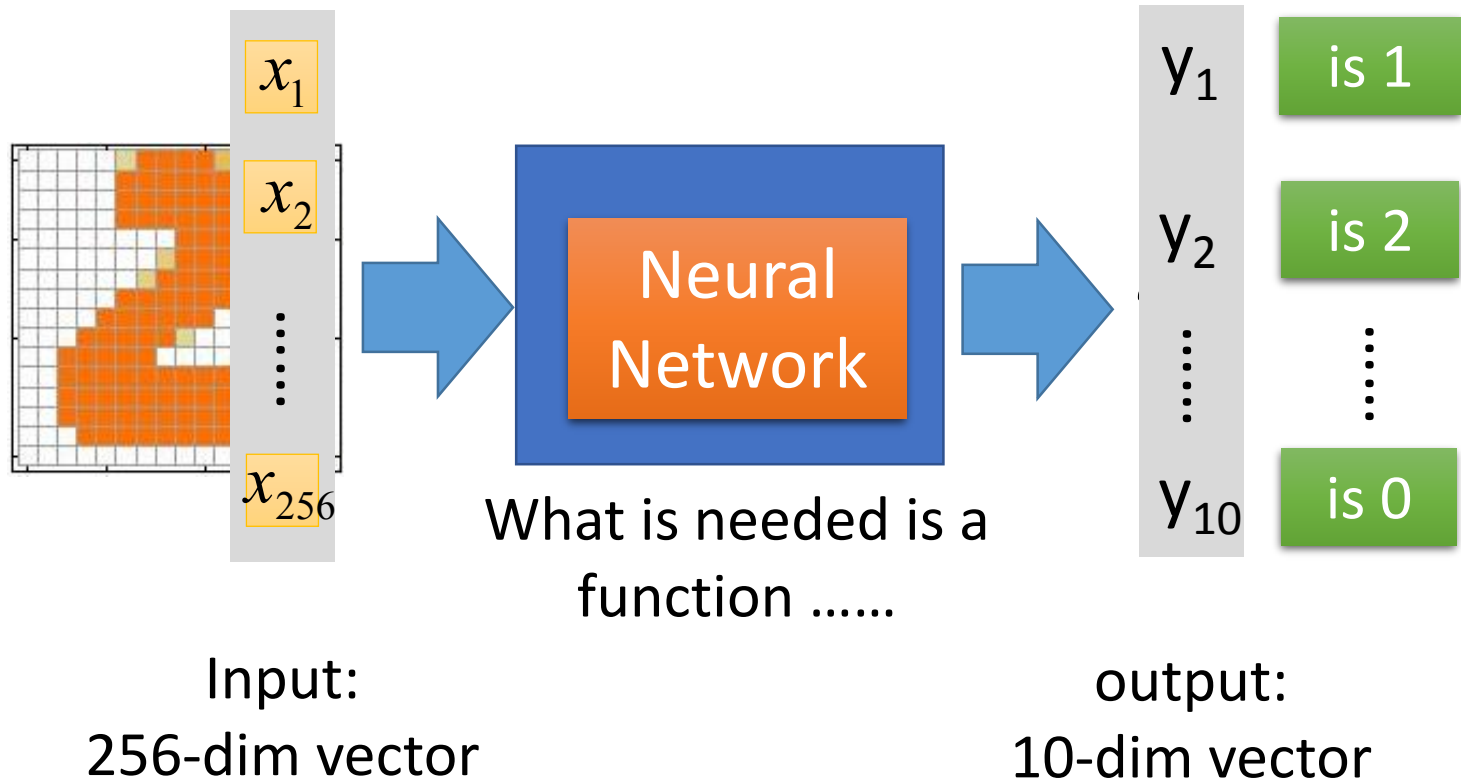 x₁
x₂
⋮
x₂₅₆
Neural
Network
y₁
is 1
y₂
is 2
⋮
⋮
y₁₀
is 0
What is needed is a
function ......
Input:
256-dim vector
output:
10-dim vector